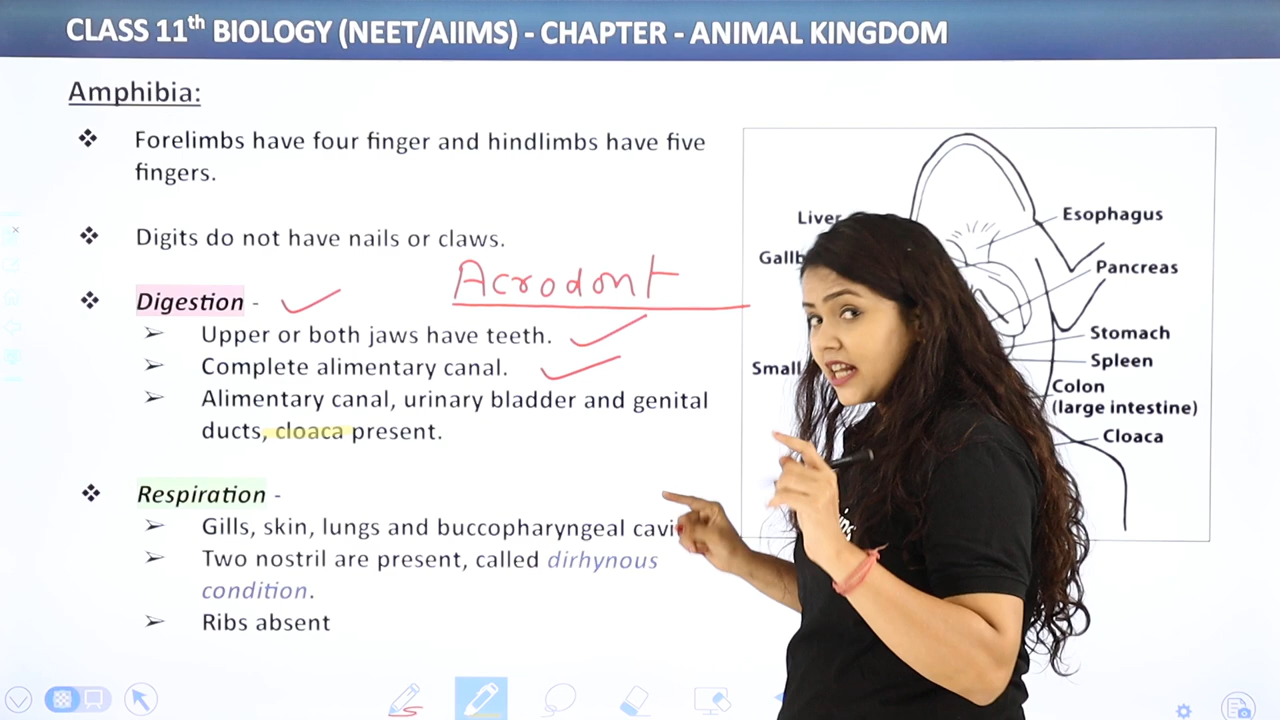 CLASS 11th BIOLOGY (NEET/AIIMS) - CHAPTER - ANIMAL KINGDOM
Amphibia:
Forelimbs have four finger and hindlimbs have five
fingers.
Digits do not have nails or claws.
Acrodont
Digestion -
Upper or both jaws have teeth.
Complete alimentary canal.
Alimentary canal, urinary bladder and genital
ducts, cloaca present.
Respiration -
Gills, skin, lungs and buccopharyngeal
Two nostril are present, called dirhynous
condition.
Ribs absent
Liver
Small
Esophagus
Pancreas
Stomach
Spleen
Colon
(large intestine)
Cloaca